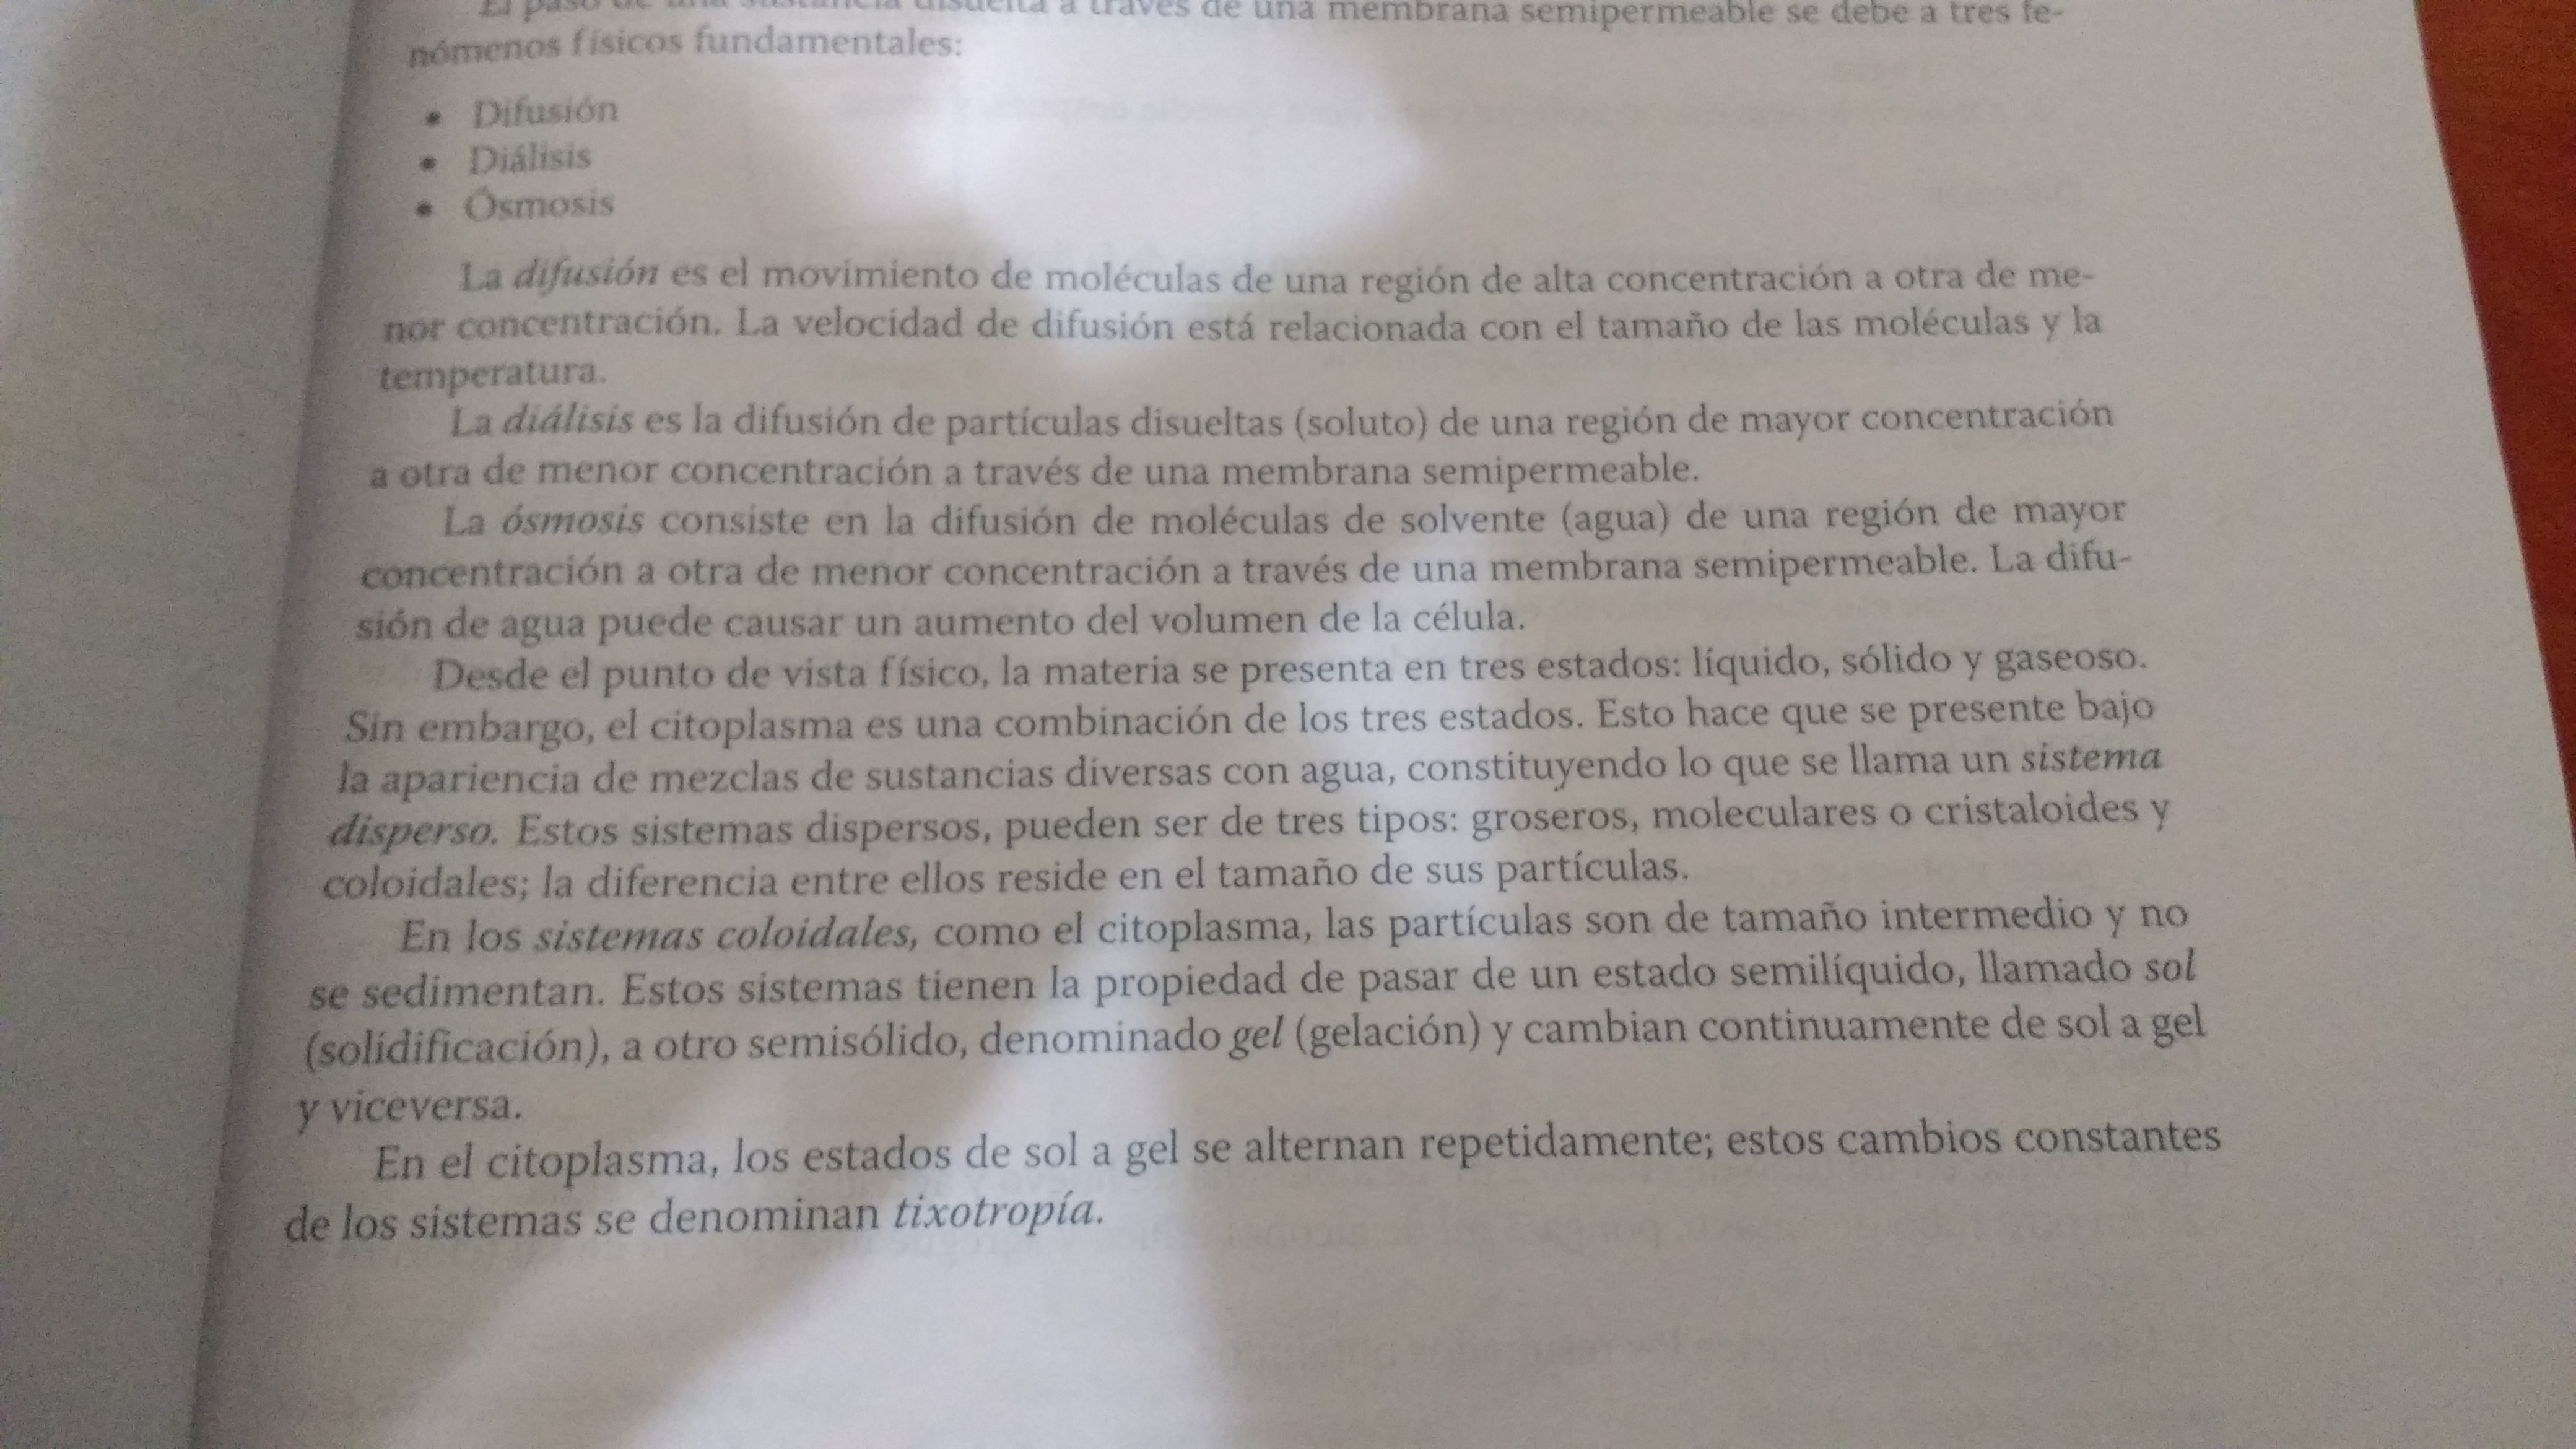 El paso de una sustancia disuelta a través de una membrana semipermeable se debe a tres fe-
nómenos físicos fundamentales:
• Difusión
• Diálisis
• Ósmosis
La difusión es el movimiento de moléculas de una región de alta concentración a otra de me-
nor concentración. La velocidad de difusión está relacionada con el tamaño de las moléculas y la
temperatura.
La diálisis es la difusión de partículas disueltas (soluto) de una región de mayor concentración
a otra de menor concentración a través de una membrana semipermeable.
La ósmosis consiste en la difusión de moléculas de solvente (agua) de una región de mayor
concentración a otra de menor concentración a través de una membrana semipermeable. La difu-
sión de agua puede causar un aumento del volumen de la célula.
Desde el punto de vista físico, la materia se presenta en tres estados: líquido, sólido y gaseoso.
Sin embargo, el citoplasma es una combinación de los tres estados. Esto hace que se presente bajo
la apariencia de mezclas de sustancias diversas con agua, constituyendo lo que se llama un sistema
disperso. Estos sistemas dispersos, pueden ser de tres tipos: groseros, moleculares o cristaloides y
coloidales; la diferencia entre ellos reside en el tamaño de sus partículas.
En los sistemas coloidales, como el citoplasma, las partículas son de tamaño intermedio y no
se sedimentan. Estos sistemas tienen la propiedad de pasar de un estado semilíquido, llamado sol
(solidificación), a otro semisólido, denominado gel (gelación) y cambian continuamente de sol a gel
y viceversa.
En el citoplasma, los estados de sol a gel se alternan repetidamente; estos cambios constantes
de los sistemas se denominan tixotropía.